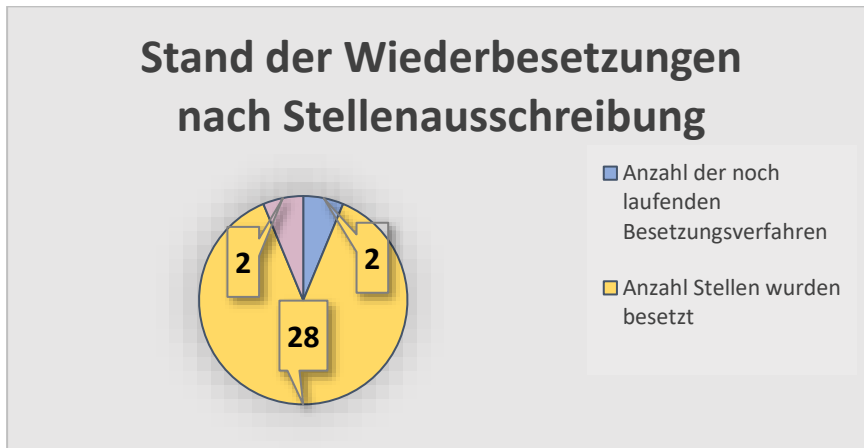 Stand der Wiederbesetzungen
nach Stellenausschreibung
2
2
28
Anzahl der noch
laufenden
Besetzungsverfahren
Anzahl Stellen wurden
besetzt